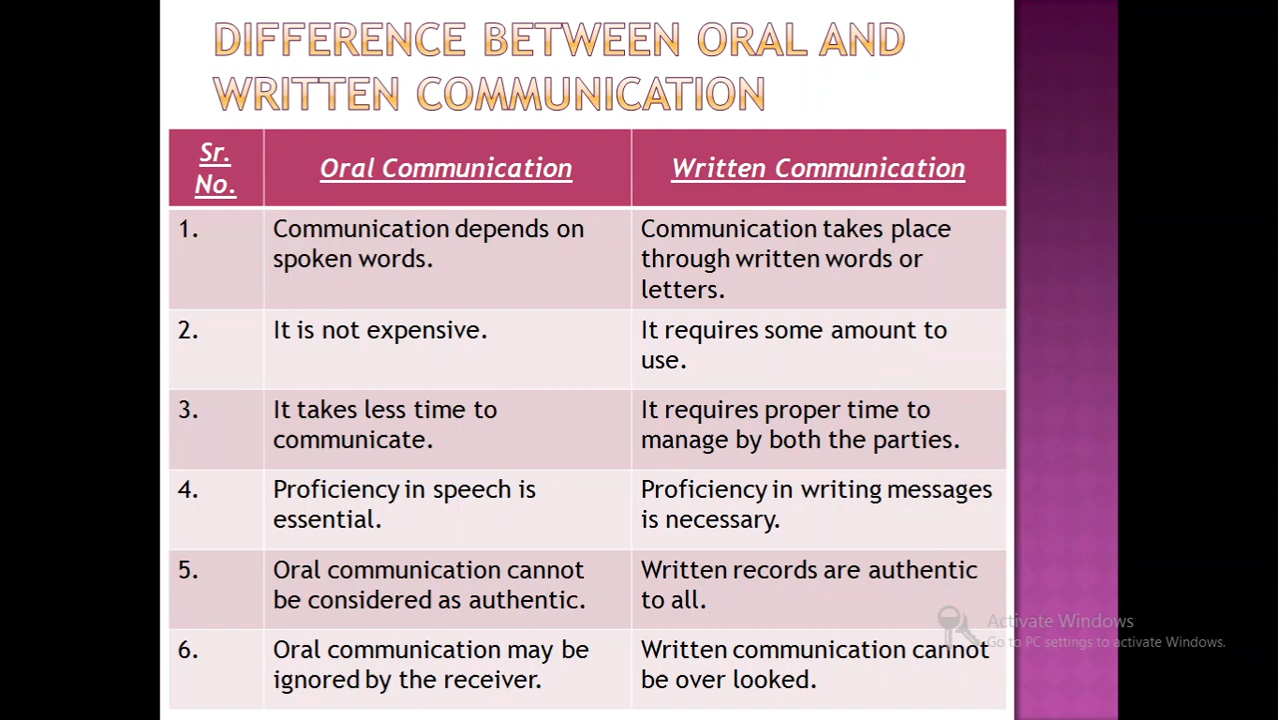 DIFFERENCE BETWEEN ORAL AND
WRITTEN COMMUNICATION
Sr.
No.
Oral Communication
Written Communication
1.
Communication depends on
spoken words.
Communication takes place
through written words or
letters.
2.
It is not expensive.
It requires some amount to
use.
3.
It takes less time to
communicate.
It requires proper time to
manage by both the parties.
4.
Proficiency in speech is
essential.
Proficiency in writing messages
is necessary.
5.
Oral communication cannot
be considered as authentic.
Written records are authentic
to all.
6.
Oral communication may be
ignored by the receiver.
Written communication cannot
be over looked.
Activate Windows
Go to PC settings to activate Windows.